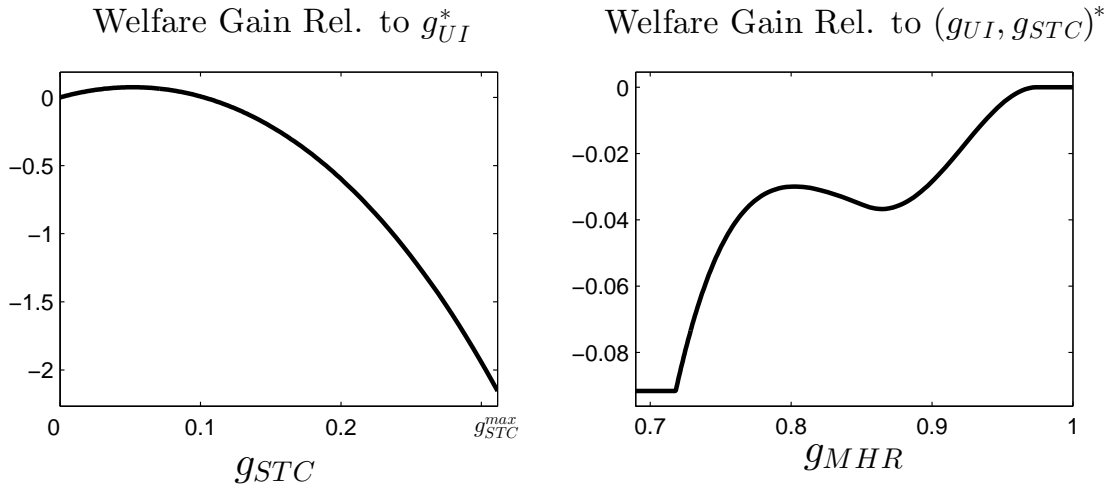 Welfare Gain Rel. to g*UI
0
−0.5
−1
−1.5
−2
0 0.1 0.2 gmaxSTC
gSTC
Welfare Gain Rel. to (gUI, gSTC)*
0
−0.02
−0.04
−0.06
−0.08
0.7 0.8 0.9 1
gMHR